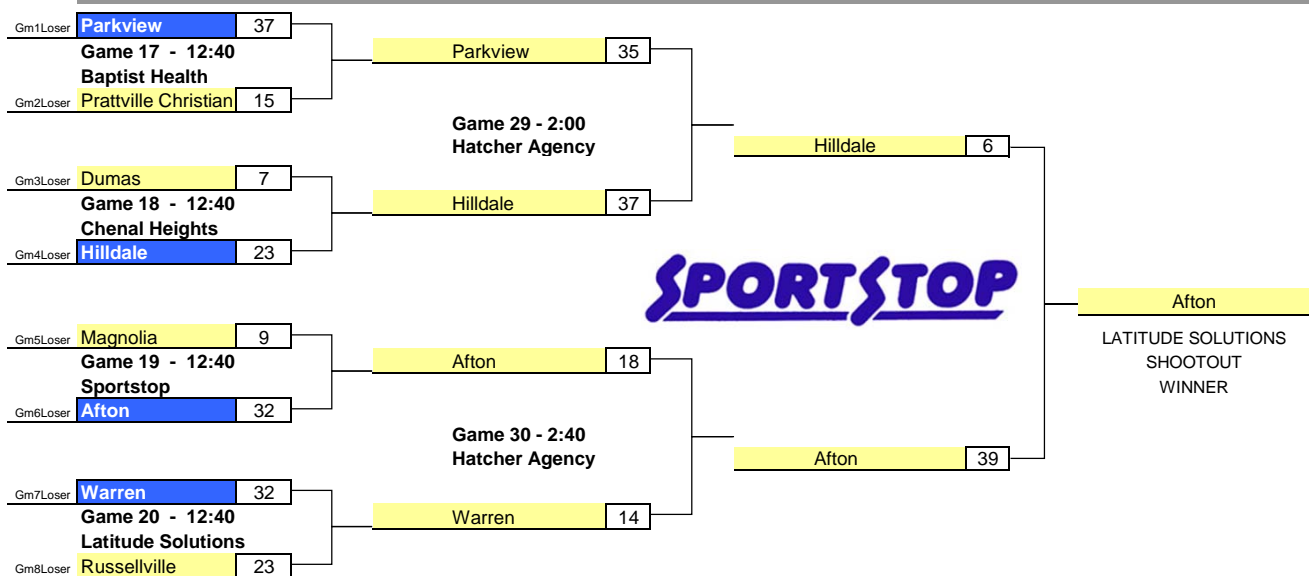 Gm1Loser Parkview 37
Game 17 - 12:40
Baptist Health
Gm2Loser Prattville Christian 15
Gm3Loser Dumas 7
Game 18 - 12:40
Chenal Heights
Gm4Loser Hilldale 23
Gm5Loser Magnolia 9
Game 19 - 12:40
Sportstop
Gm6Loser Afton 32
Gm7Loser Warren 32
Game 20 - 12:40
Latitude Solutions
Gm8Loser Russellville 23
Parkview 35
Game 29 - 2:00
Hatcher Agency
Hilldale 37
Afton 18
Game 30 - 2:40
Hatcher Agency
Warren 14
Hilldale 6
SPORTSTOP
Afton 39
Afton
LATITUDE SOLUTIONS
SHOOTOUT
WINNER